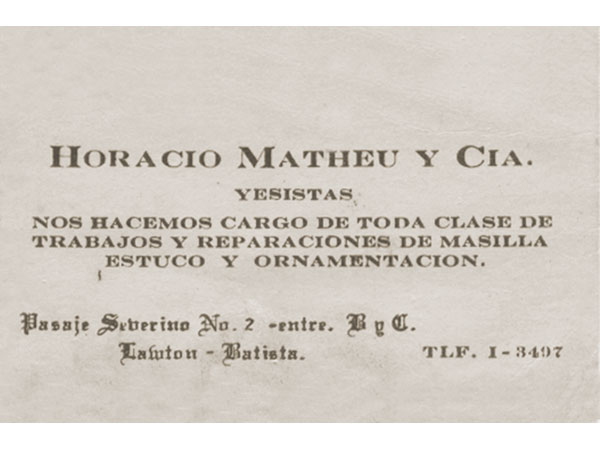 HORACIO MATHEU Y CIA.
YESISTAS
NOS HACEMOS CARGO DE TODA CLASE DE
TRABAJOS Y REPARACIONES DE MASILLA
ESTUCO Y ORNAMENTACION.
Pasaje Severino No. 2 -entre. B y C.
Lawton - Batista.
TLF. I-3497